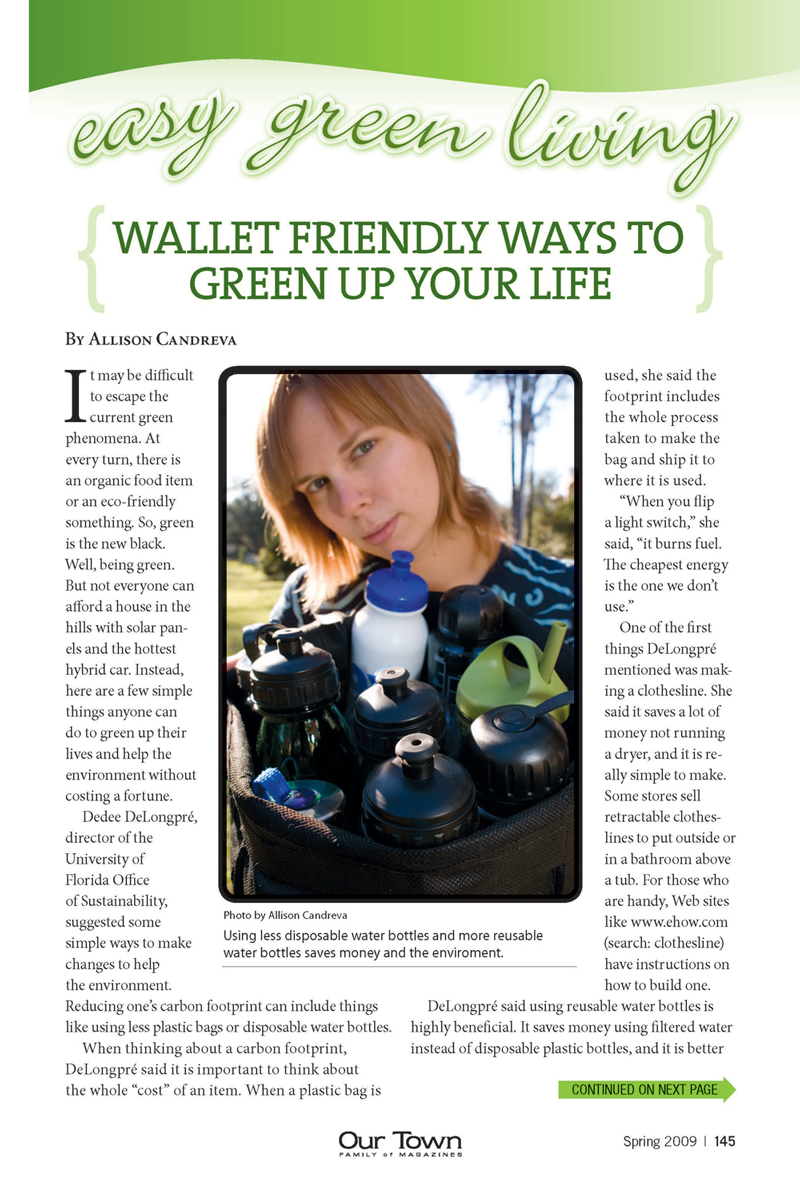 easy green living
{WALLET FRIENDLY WAYS TO
GREEN UP YOUR LIFE}
BY ALLISON CANDREVA
It may be difficult
to escape the
current green
phenomena. At
every turn, there is
an organic food item
or an eco-friendly
something. So, green
is the new black.
Well, being green.
But not everyone can
afford a house in the
hills with solar pan-
els and the hottest
hybrid car. Instead,
here are a few simple
things anyone can
do to green up their
lives and help the
environment without
costing a fortune.
Dedee DeLongpré,
director of the
University of
Florida Office
of Sustainability,
suggested some
simple ways to make
changes to help
the environment.
Reducing one's carbon footprint can include things
like using less plastic bags or disposable water bottles.
When thinking about a carbon footprint,
DeLongpré said it is important to think about
the whole “cost” of an item. When a plastic bag is
Photo by Allison Candreva
Using less disposable water bottles and more reusable
water bottles saves money and the enviroment.
used, she said the
footprint includes
the whole process
taken to make the
bag and ship it to
where it is used.
“When you flip
a light switch,” she
said, “it burns fuel.
The cheapest energy
is the one we don’t
use.”
One of the first
things DeLongpré
mentioned was mak-
ing a clothesline. She
said it saves a lot of
money not running
a dryer, and it is re-
ally simple to make.
Some stores sell
retractable clothes-
lines to put outside or
in a bathroom above
a tub. For those who
are handy, Web sites
like www.ehow.com
(search: clothesline)
have instructions on
how to build one.
DeLongpré said using reusable water bottles is
highly beneficial. It saves money using filtered water
instead of disposable plastic bottles, and it is better
CONTINUED ON NEXT PAGE
Our Town
FAMILY of MAGAZINES
Spring 2009 | 145